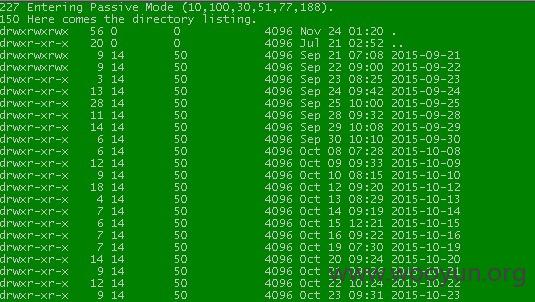 227 Entering Passive Mode (10,100,30,51,77,188).
150 Here comes the directory listing.
drwxrwxrwx 56 0 0 4096 Nov 24 01:20 .
drwxr-xr-x 20 0 0 4096 Jul 21 02:52 ..
drwxrwxrwx 9 14 50 4096 Sep 21 07:08 2015-09-21
drwxrwxrwx 9 14 50 4096 Sep 22 09:00 2015-09-22
drwxr-xr-x 3 14 50 4096 Sep 23 08:25 2015-09-23
drwxr-xr-x 13 14 50 4096 Sep 24 09:42 2015-09-24
drwxr-xr-x 28 14 50 4096 Sep 25 10:00 2015-09-25
drwxr-xr-x 11 14 50 4096 Sep 28 09:32 2015-09-28
drwxr-xr-x 14 14 50 4096 Sep 29 10:08 2015-09-29
drwxr-xr-x 6 14 50 4096 Sep 30 10:10 2015-09-30
drwxr-xr-x 6 14 50 4096 Oct 08 07:28 2015-10-08
drwxr-xr-x 12 14 50 4096 Oct 09 09:33 2015-10-09
drwxr-xr-x 9 14 50 4096 Oct 10 08:15 2015-10-10
drwxr-xr-x 18 14 50 4096 Oct 12 09:20 2015-10-12
drwxr-xr-x 4 14 50 4096 Oct 13 08:29 2015-10-13
drwxr-xr-x 7 14 50 4096 Oct 14 09:19 2015-10-14
drwxr-xr-x 6 14 50 4096 Oct 15 12:21 2015-10-15
drwxr-xr-x 7 14 50 4096 Oct 16 09:22 2015-10-16
drwxr-xr-x 7 14 50 4096 Oct 19 07:30 2015-10-19
drwxr-xr-x 14 14 50 4096 Oct 20 09:24 2015-10-20
drwxr-xr-x 9 14 50 4096 Oct 21 2015-10-21
drwxr-xr-x 12 14 50 4096 Oct 22 2015-10-22
drwxr-xr-x 8 14 50 4096 Oct 23 09:31 2015-10-23
www.wooyun.org